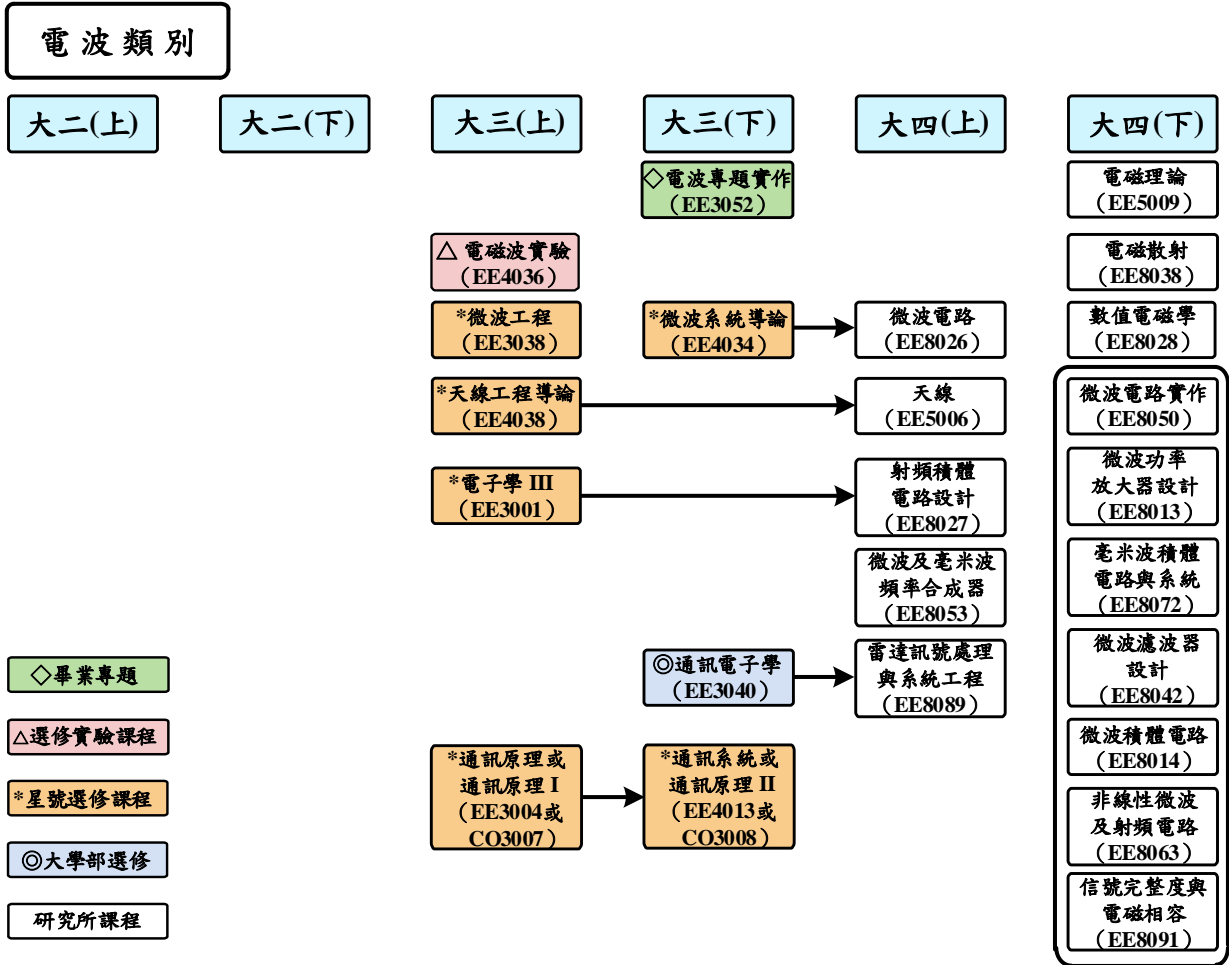 電波類別
大二(上)
大二(下)
大三(上)
大三(下)
大四(上)
大四(下)
◇電波專題實作
（EE3052）
電磁理論
（EE5009）
△ 電磁波實驗
（EE4036）
電磁散射
（EE8038）
*微波工程
（EE3038）
*微波系統導論
（EE4034）
微波電路
（EE8026）
數值電磁學
（EE8028）
*天線工程導論
（EE4038）
天線
（EE5006）
微波電路實作
（EE8050）
*電子學 III
（EE3001）
射頻積體
電路設計
（EE8027）
微波功率
放大器設計
（EE8013）
微波及毫米波
頻率合成器
（EE8053）
毫米波積體
電路與系統
（EE8072）
◎通訊電子學
（EE3040）
雷達訊號處理
與系統工程
（EE8089）
微波濾波器
設計
（EE8042）
*通訊原理或
通訊原理 I
（EE3004或
CO3007）
*通訊系統或
通訊原理 II
（EE4013或
CO3008）
微波積體電路
（EE8014）
非線性微波
及射頻電路
（EE8063）
信號完整度與
電磁相容
（EE8091）
◇畢業專題
△選修實驗課程
*星號選修課程
◎大學部選修
研究所課程